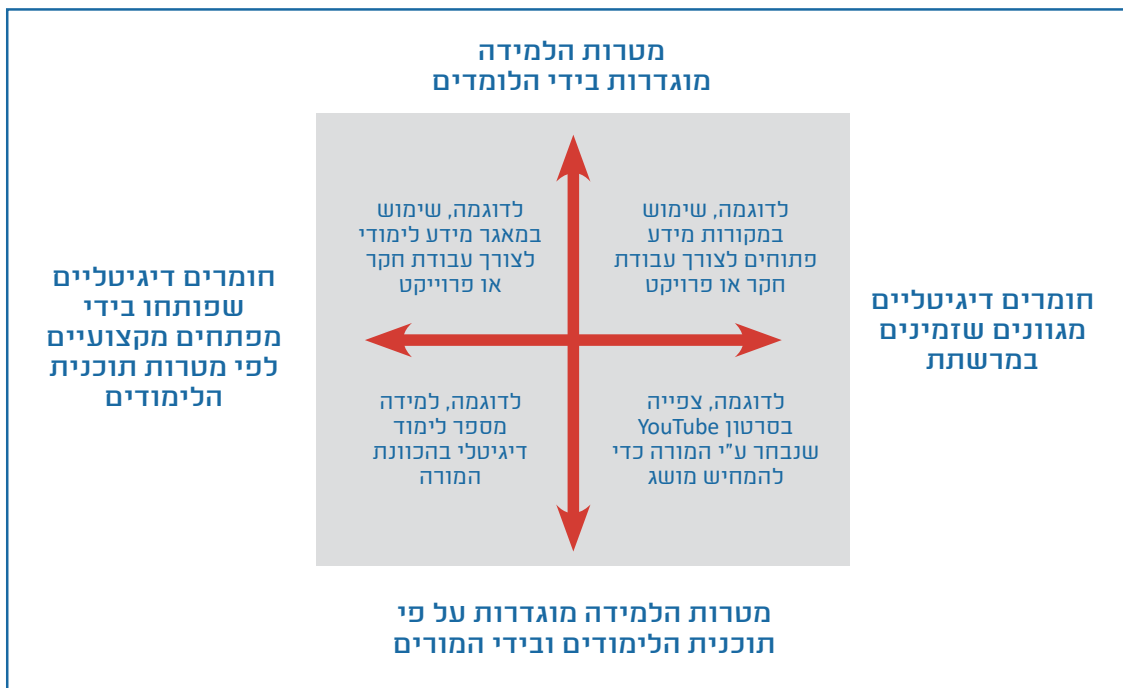 מטרות הלמידה
מוגדרות בידי הלומדים
לדוגמה, שימוש
במקורות מידע
פתוחים לצורך עבודת
חקר או פרויקט
לדוגמה, שימוש
במאגר מידע לימודי
לצורך עבודת חקר
או פרוייקט
חומרים דיגיטליים
מגוונים שזמינים
במרשתת
חומרים דיגיטליים
שפותחו בידי
מפתחים מקצועיים
לפי מטרות תוכנית
הלימודים
לדוגמה, צפייה
בסרטון YouTube
שנבחר ע"י המורה כדי
להמחיש מושג
לדוגמה, למידה
מספר לימוד
דיגיטלי בהכוונת
המורה
מטרות הלמידה מוגדרות על פי
תוכנית הלימודים ובידי המורים